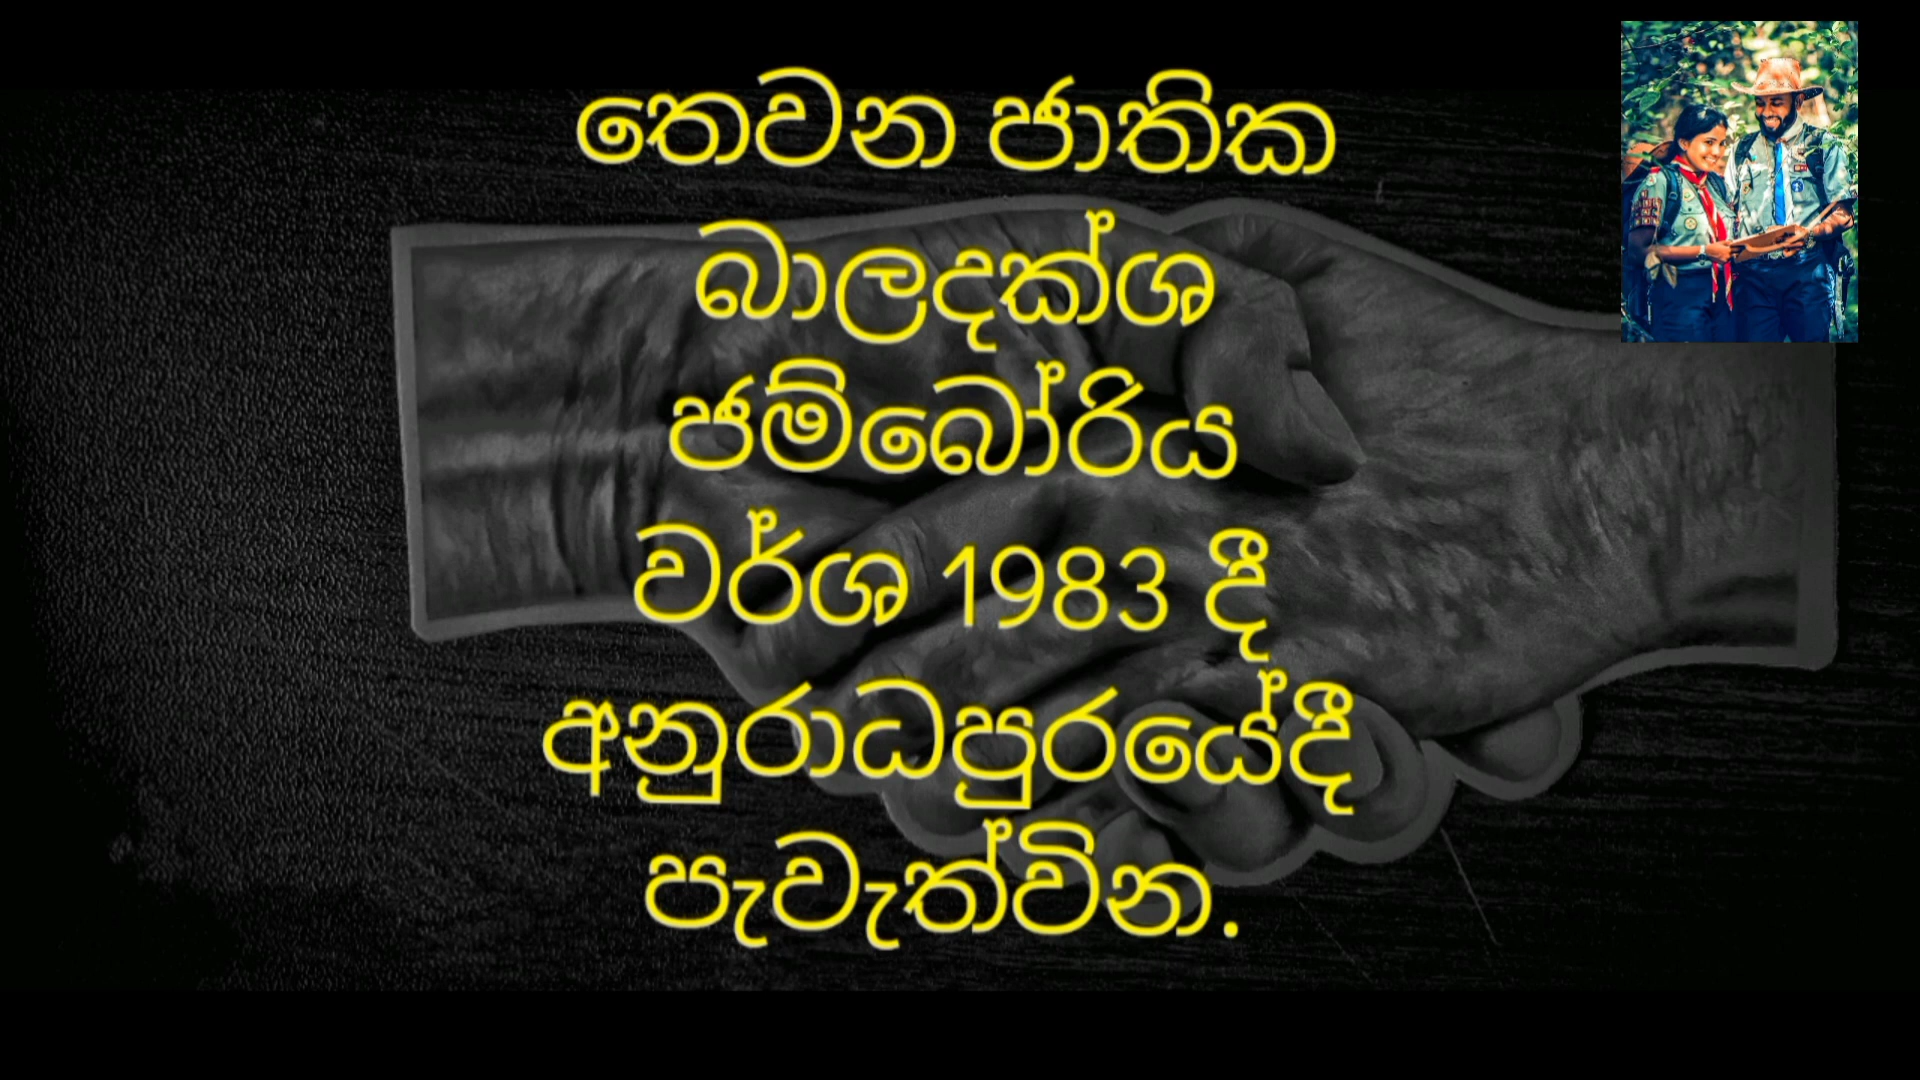 තෙවන ජාතික
බාලදක්ශ
ජම්බෝරිය
වර්ශ 1983 දී
අනුරාධපුරයේදී
පැවැත්වින.